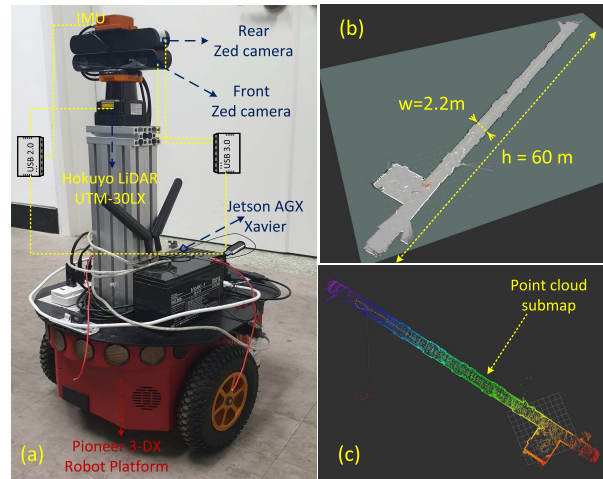 IMU
Rear
Zed camera
Front
Zed camera
USB 2.0
USB 3.0
Hokuyo LiDAR
UTM-30LX
Jetson AGX
Xavier
Pioneer 3-DX
Robot Platform
(a)
(b)
w=2.2m
h = 60 m
Point cloud
submap
(c)